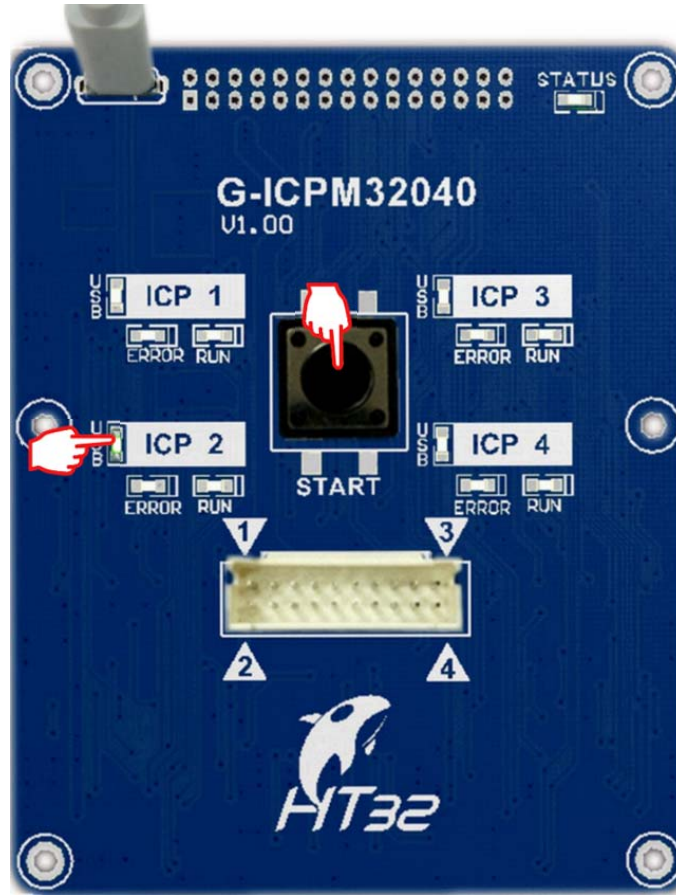 STATUS
G-ICPM32040
V1.00
USB
ICP 1
ERROR
RUN
USB
ICP 3
ERROR
RUN
USB
ICP 2
ERROR
RUN
START
USB
ICP 4
ERROR
RUN
1
3
2
4
HT32